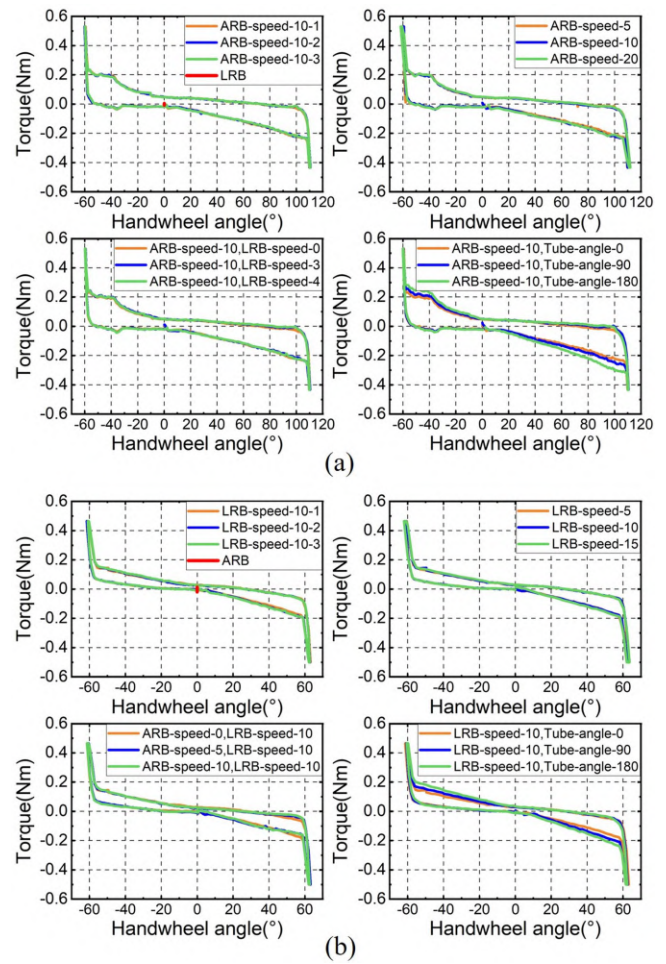 0.6
0.4
0.2
0.0
-0.2
-0.4
-0.6
Torque(Nm)
ARB-speed-10-1
ARB-speed-10-2
ARB-speed-10-3
LRB
-80 -60 -40 -20 0 20 40 60 80 100 120
Handwheel angle(°)
0.6
0.4
0.2
0.0
-0.2
-0.4
-0.6
Torque(Nm)
ARB-speed-5
ARB-speed-10
ARB-speed-20
-80 -60 -40 -20 0 20 40 60 80 100 120
Handwheel angle(°)
0.6
0.4
0.2
0.0
-0.2
-0.4
-0.6
Torque(Nm)
ARB-speed-10,LRB-speed-0
ARB-speed-10,LRB-speed-3
ARB-speed-10,LRB-speed-4
-80 -60 -40 -20 0 20 40 60 80 100 120
Handwheel angle(°)
0.6
0.4
0.2
0.0
-0.2
-0.4
-0.6
Torque(Nm)
ARB-speed-10,Tube-angle-0
ARB-speed-10,Tube-angle-90
ARB-speed-10,Tube-angle-180
-80 -60 -40 -20 0 20 40 60 80 100 120
Handwheel angle(°)
(a)
0.6
0.4
0.2
0.0
-0.2
-0.4
-0.6
Torque(Nm)
LRB-speed-10-1
LRB-speed-10-2
LRB-speed-10-3
ARB
-60 -40 -20 0 20 40 60
Handwheel angle(°)
0.6
0.4
0.2
0.0
-0.2
-0.4
-0.6
Torque(Nm)
LRB-speed-5
LRB-speed-10
LRB-speed-15
-60 -40 -20 0 20 40 60
Handwheel angle(°)
0.6
0.4
0.2
0.0
-0.2
-0.4
-0.6
Torque(Nm)
ARB-speed-0,LRB-speed-10
ARB-speed-5,LRB-speed-10
ARB-speed-10,LRB-speed-10
-60 -40 -20 0 20 40 60
Handwheel angle(°)
0.6
0.4
0.2
0.0
-0.2
-0.4
-0.6
Torque(Nm)
LRB-speed-10,Tube-angle-0
LRB-speed-10,Tube-angle-90
LRB-speed-10,Tube-angle-180
-60 -40 -20 0 20 40 60
Handwheel angle(°)
(b)